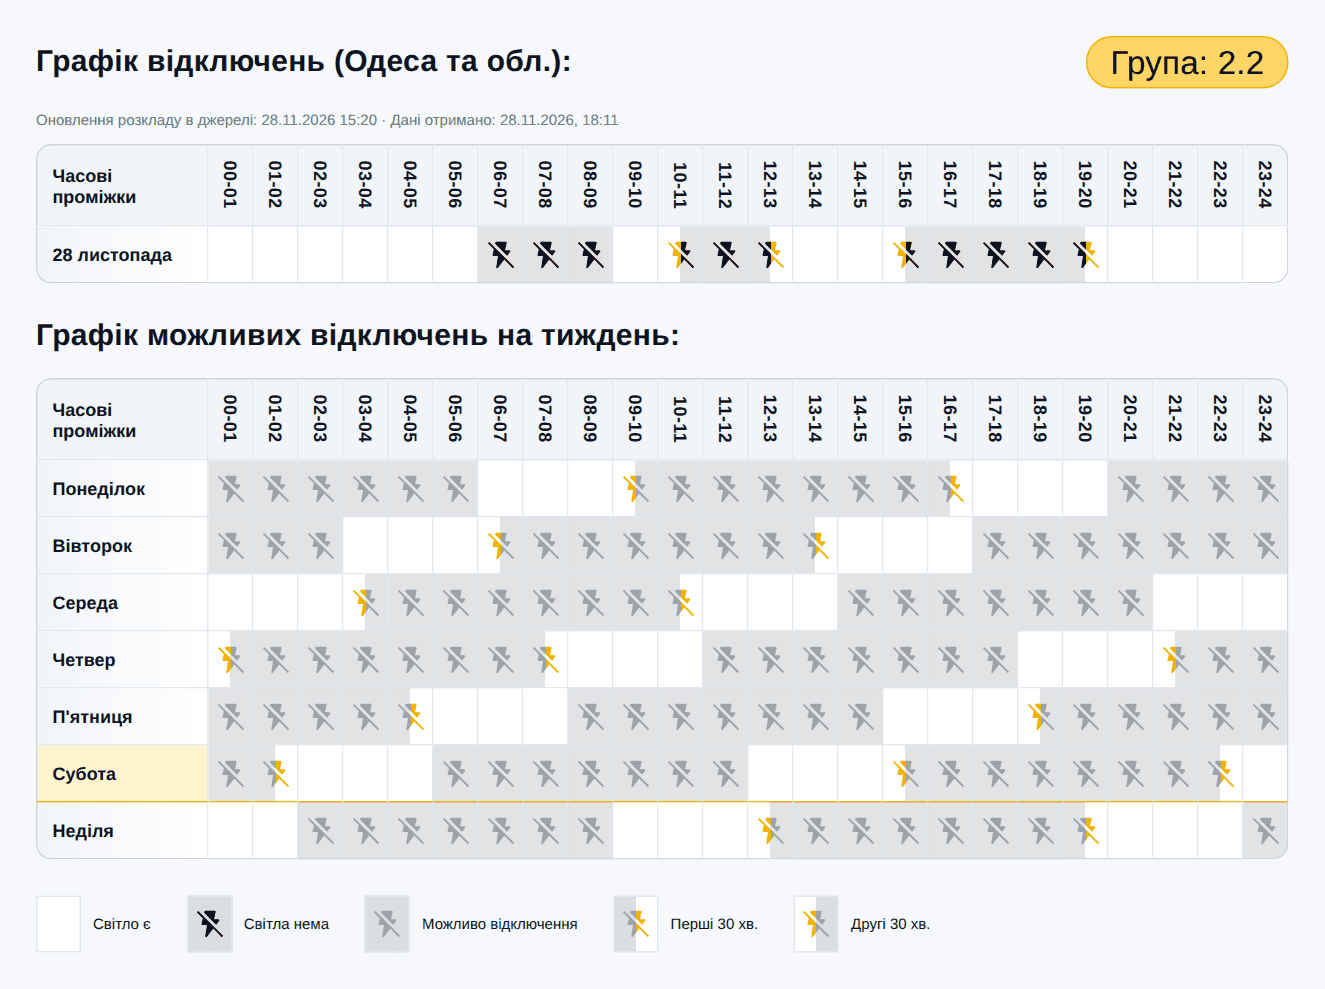 Графік відключень (Одеса та обл.):
Група: 2.2
Оновлення розкладу в джерелі: 28.11.2026 15:20 · Дані отримано: 28.11.2026, 18:11
Часові
проміжки
00-01 01-02 02-03 03-04 04-05 05-06 06-07 07-08 08-09 09-10 10-11 11-12 12-13 13-14 14-15 15-16 16-17 17-18 18-19 19-20 20-21 21-22 22-23 23-24
28 листопада
Графік можливих відключень на тиждень:
Часові
проміжки
00-01 01-02 02-03 03-04 04-05 05-06 06-07 07-08 08-09 09-10 10-11 11-12 12-13 13-14 14-15 15-16 16-17 17-18 18-19 19-20 20-21 21-22 22-23 23-24
Понеділок
Вівторок
Середа
Четвер
П'ятниця
Субота
Неділя
Світло є
Світла нема
Можливо відключення
Перші 30 хв.
Другі 30 хв.